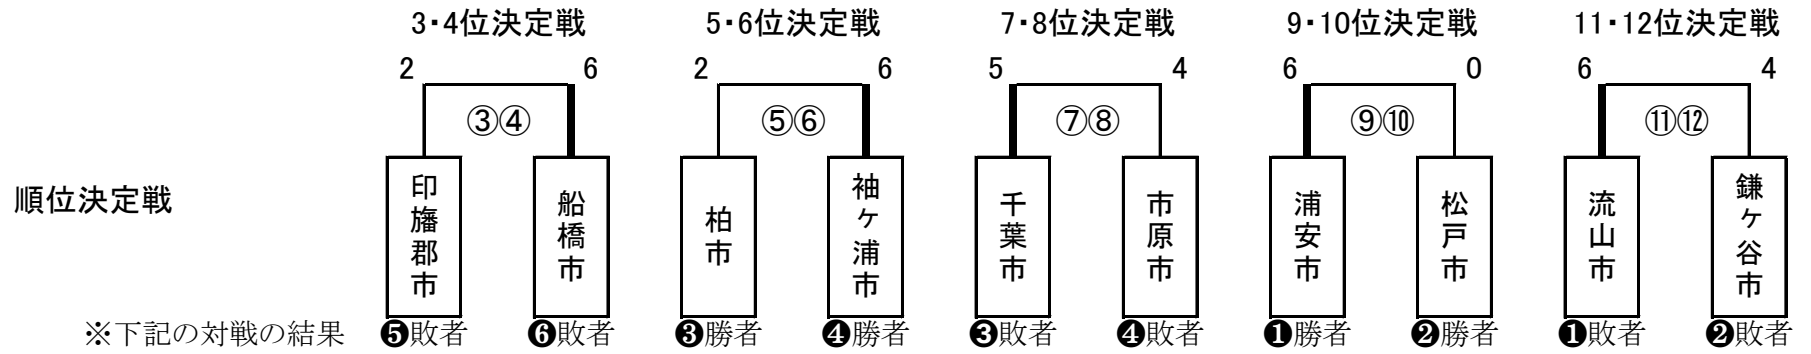 3・4位決定戦 5・6位決定戦 7・8位決定戦 9・10位決定戦 11・12位決定戦
2 6 2 6 5 4 6 0 6 4
③④ ⑤⑥ ⑦⑧ ⑨⑩ ⑪⑫
順位決定戦
印旛郡市
船橋市
柏市
袖ヶ浦市
千葉市
市原市
浦安市
松戸市
流山市
鎌ヶ谷市
※下記の対戦の結果 ❺敗者 ❻敗者 ❸勝者 ❹勝者 ❸敗者 ❹敗者 ❶勝者 ❷勝者 ❶敗者 ❷敗者